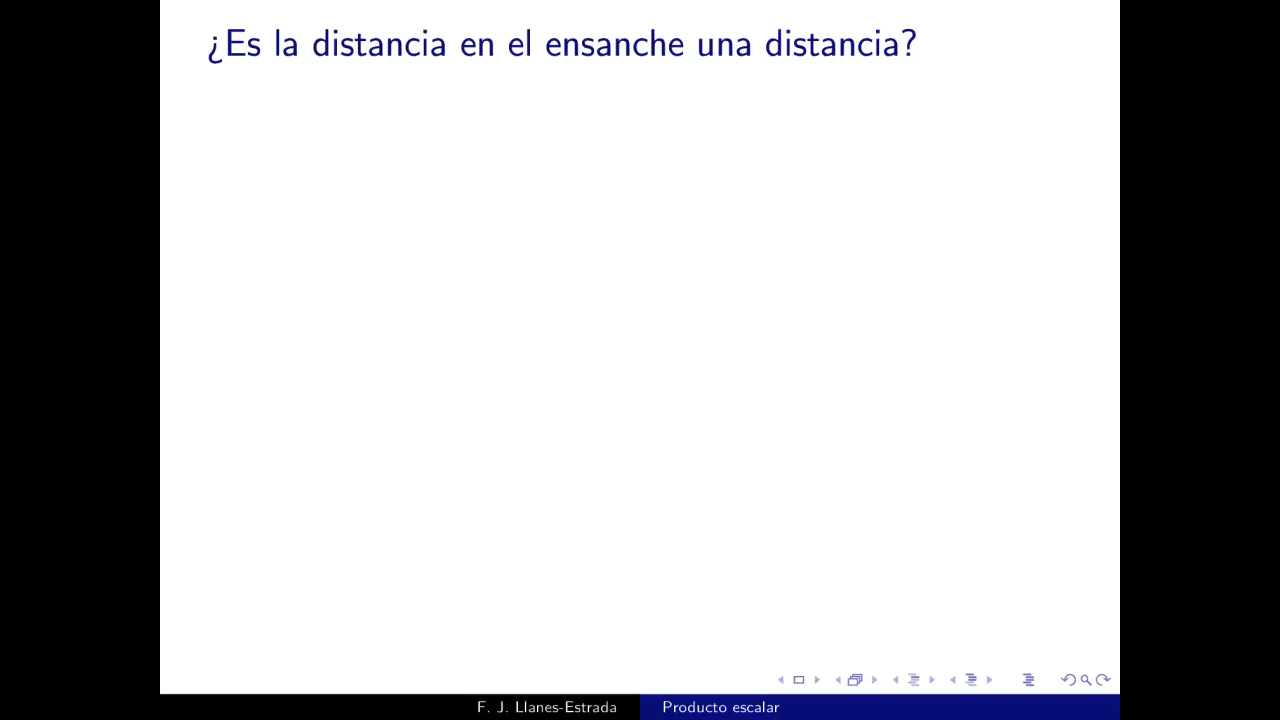 ¿Es la distancia en el ensanche una distancia?
F. J. Llanes-Estrada
Producto escalar